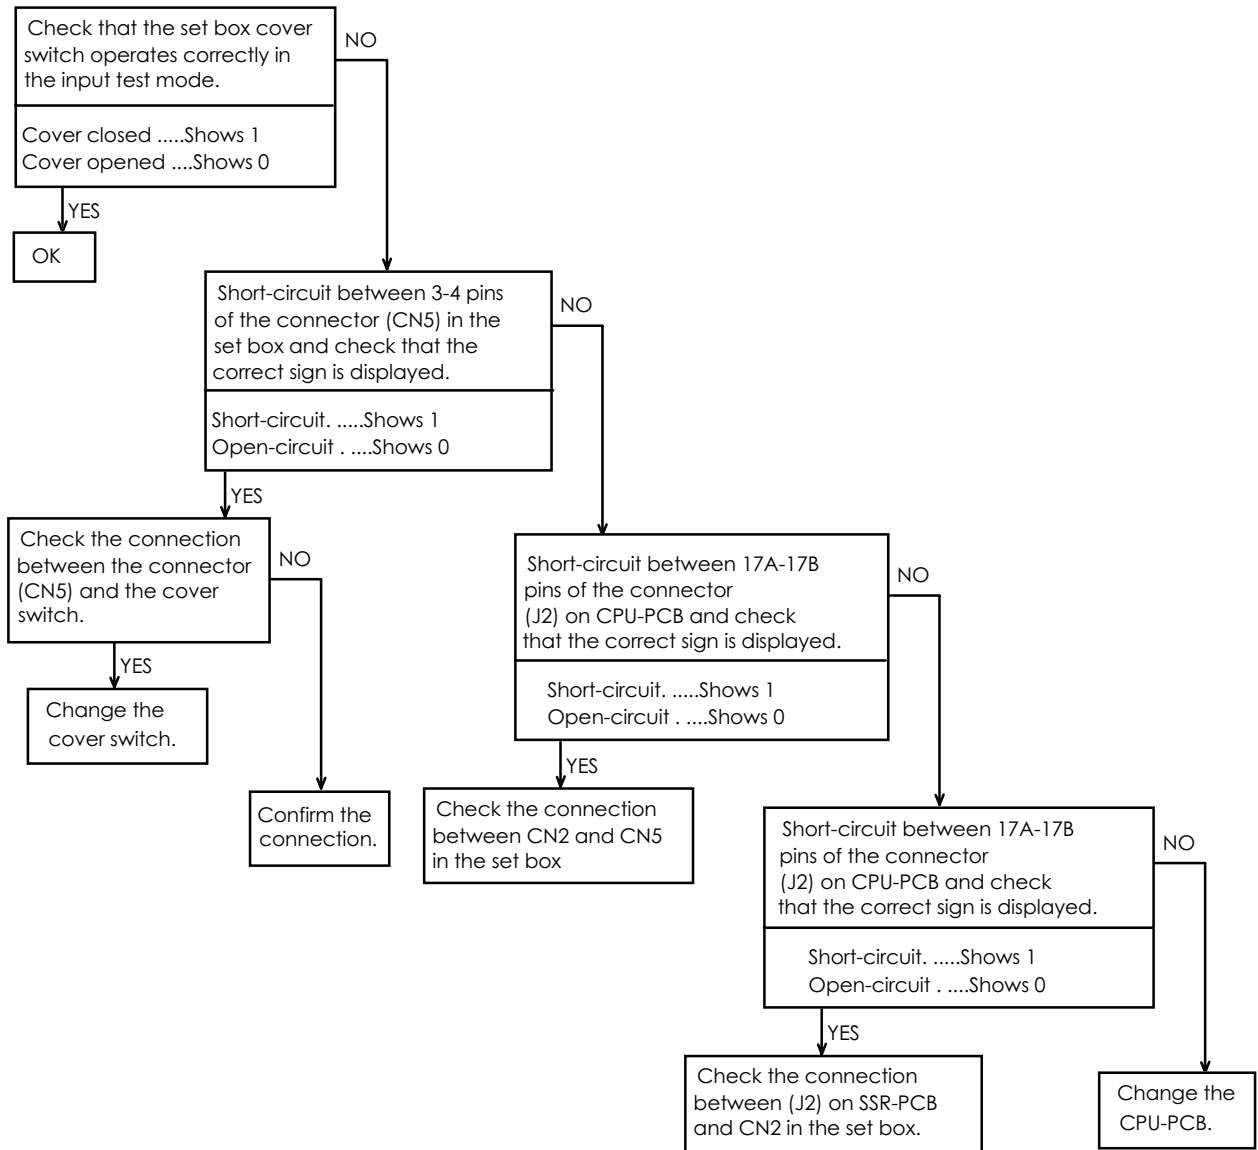 Check that the set box cover
switch operates correctly in
the input test mode.
NO
Cover closed .....Shows 1
Cover opened ....Shows 0
YES
OK
Short-circuit between 3-4 pins
of the connector (CN5) in the
set box and check that the
correct sign is displayed.
NO
Short-circuit. .....Shows 1
Open-circuit . ....Shows 0
YES
Check the connection
between the connector
(CN5) and the cover
switch.
NO
YES
Change the
cover switch.
Confirm the
connection.
Short-circuit between 17A-17B
pins of the connector
(J2) on CPU-PCB and check
that the correct sign is displayed.
NO
Short-circuit. .....Shows 1
Open-circuit . ....Shows 0
YES
Check the connection
between CN2 and CN5
in the set box
Short-circuit between 17A-17B
pins of the connector
(J2) on CPU-PCB and check
that the correct sign is displayed.
NO
Short-circuit. .....Shows 1
Open-circuit . ....Shows 0
YES
Check the connection
between (J2) on SSR-PCB
and CN2 in the set box.
Change the
CPU-PCB.